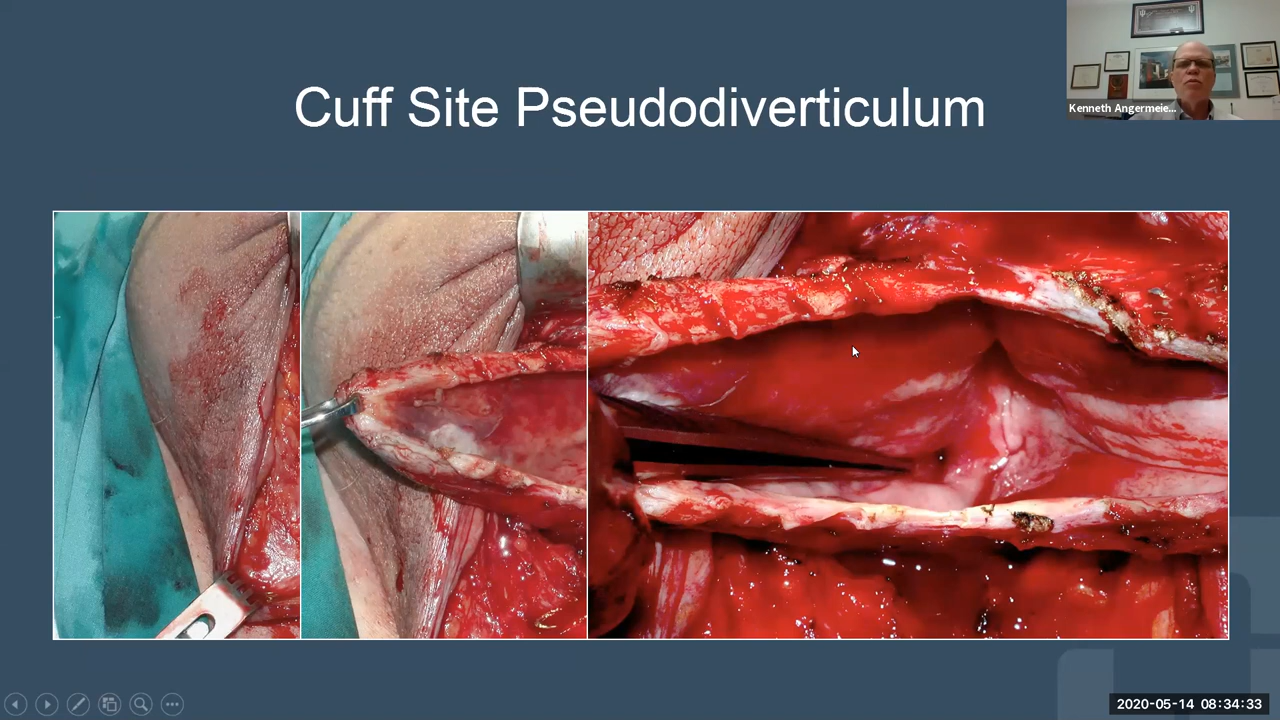 Cuff Site Pseudodiverticulum
Kenneth Angermeie...
2020-05-14 08:34:33